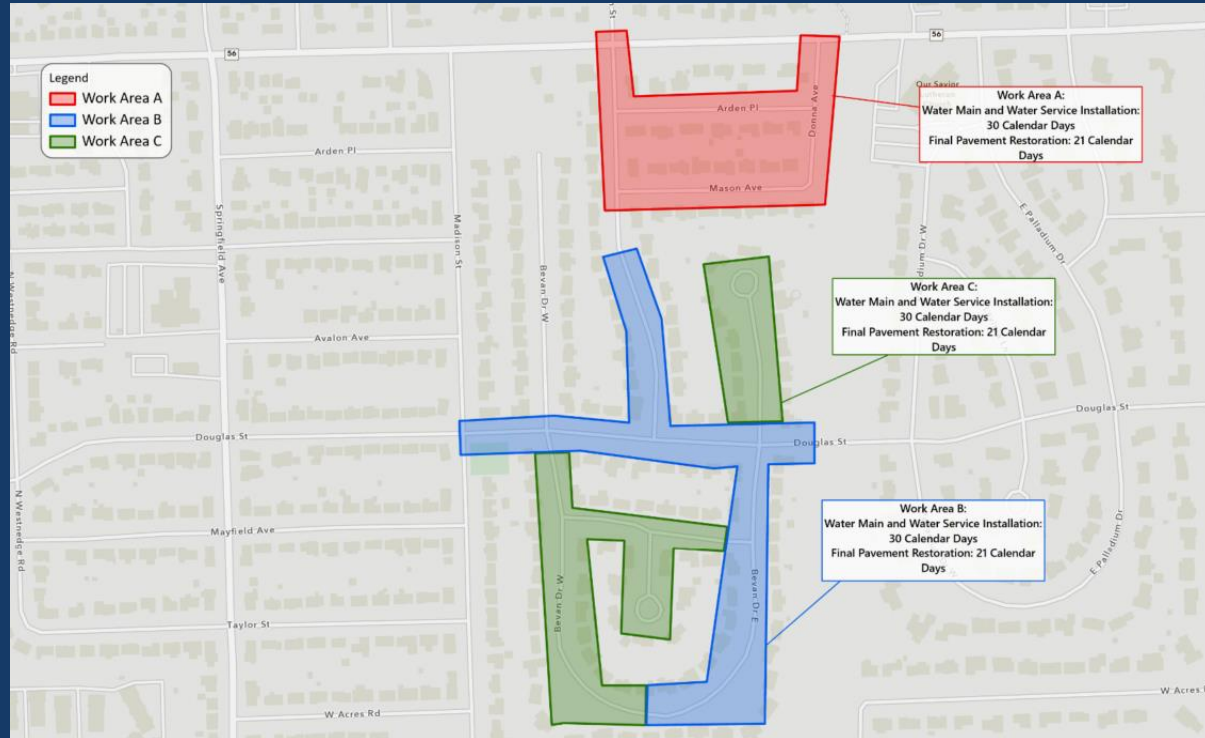 56
56
Legend
Work Area A
Work Area B
Work Area C
Our Savior
Work Area A:
Water Main and Water Service Installation:
30 Calendar Days
Final Pavement Restoration: 21 Calendar
Days
Arden Pl
Donna Ave
Mason Ave
Arden Pl
Springfield Ave
Madison St
Bevan Dr W
E Palladium Dr
N Westnedge Rd
Work Area C:
Water Main and Water Service Installation:
30 Calendar Days
Final Pavement Restoration: 21 Calendar
Days
Avalon Ave
Douglas St
Douglas St
Douglas St
N Westnedge Rd
Mayfield Ave
Work Area B:
Water Main and Water Service Installation:
30 Calendar Days
Final Pavement Restoration: 21 Calendar
Days
E Palladium Dr
Bevan Dr W
Bevan Dr E
Taylor St
W Acres Rd
W Acres